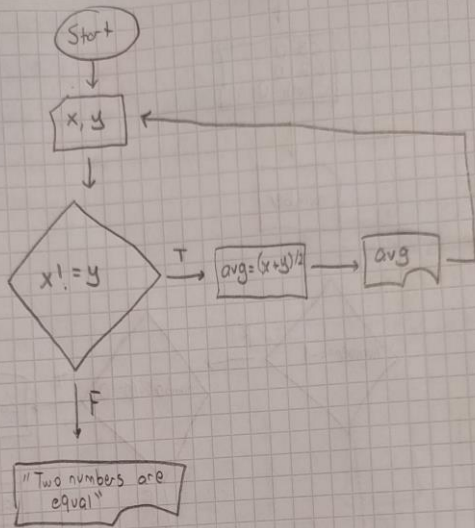 Start
x, y
x! = y
T
avg=(x+y)/2
avg
F
"Two numbers are
equal"